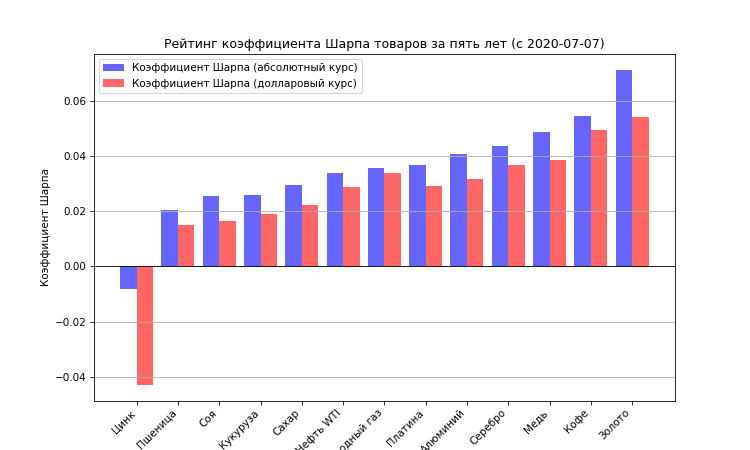 Рейтинг коэффициента Шарпа товаров за пять лет (с 2020-07-07)
Коэффициент Шарпа (абсолютный курс)
Коэффициент Шарпа (долларовый курс)
Коэффициент Шарпа
0.06
0.04
0.02
0.00
−0.02
−0.04
Цинк
Пшеница
Соя
Кукуруза
Сахар
Нефть WTI
газ
Платина
Алюминий
Серебро
Медь
Кофе
Золото